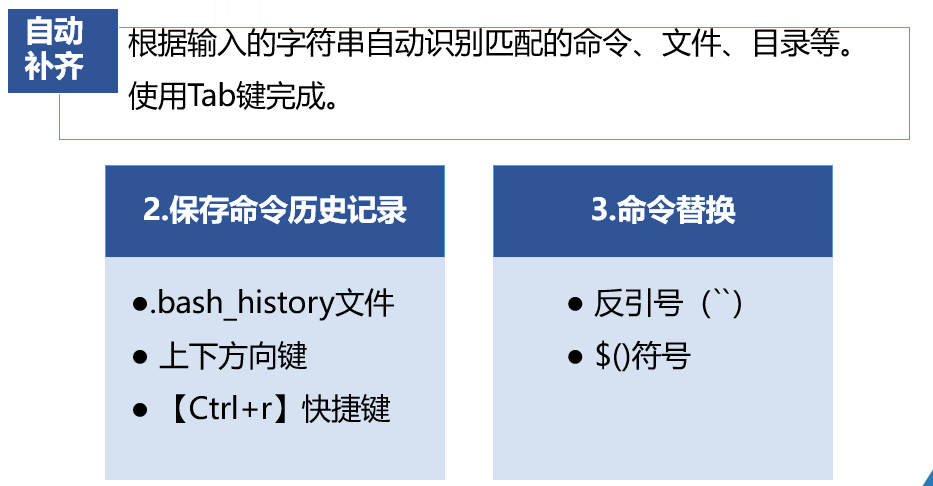 自动
补齐
根据输入的字符串自动识别匹配的命令、文件、目录等。
使用Tab键完成。
2.保存命令历史记录
●.bash_history文件
● 上下方向键
● 【Ctrl+r】快捷键
3.命令替换
● 反引号（``）
● $()符号